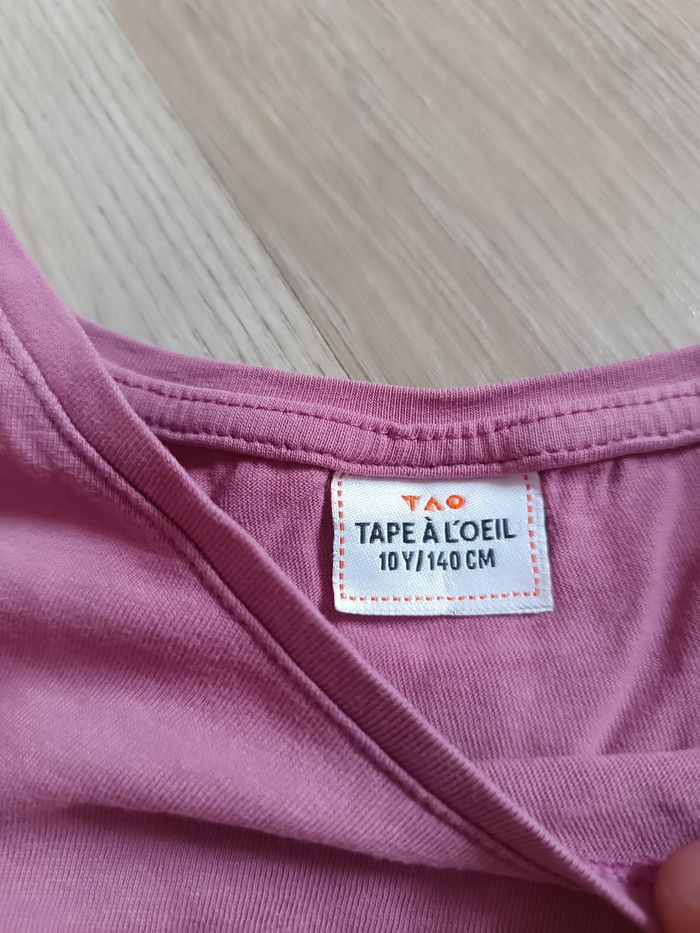 TAO
TAPE À L'OEIL
10Y/140CM